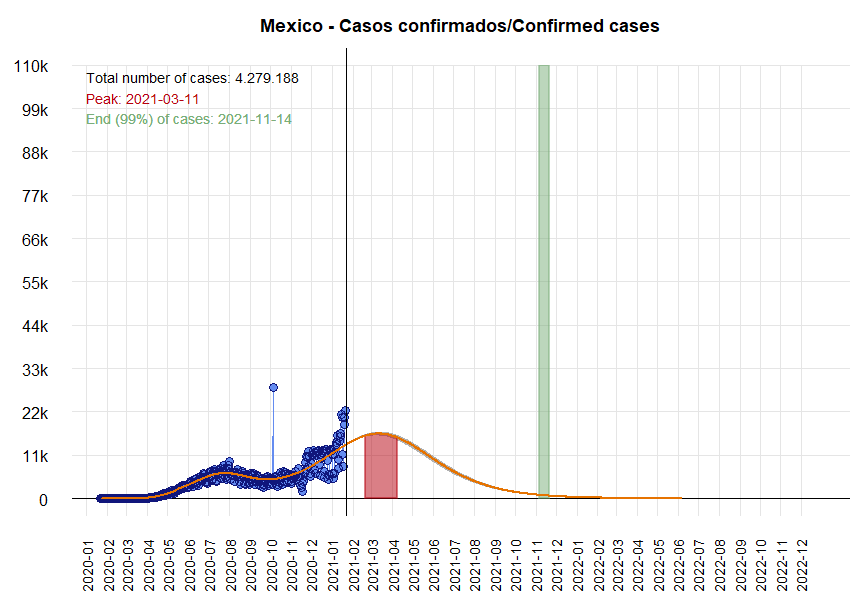 Mexico - Casos confirmados/Confirmed cases
110k
99k
88k
77k
66k
55k
44k
33k
22k
11k
0
Total number of cases: 4.279.188
Peak: 2021-03-11
End (99%) of cases: 2021-11-14
2020-01
2020-02
2020-03
2020-04
2020-05
2020-06
2020-07
2020-08
2020-09
2020-10
2020-11
2020-12
2021-01
2021-02
2021-03
2021-04
2021-05
2021-06
2021-07
2021-08
2021-09
2021-10
2021-11
2021-12
2022-01
2022-02
2022-03
2022-04
2022-05
2022-06
2022-07
2022-08
2022-09
2022-10
2022-11
2022-12